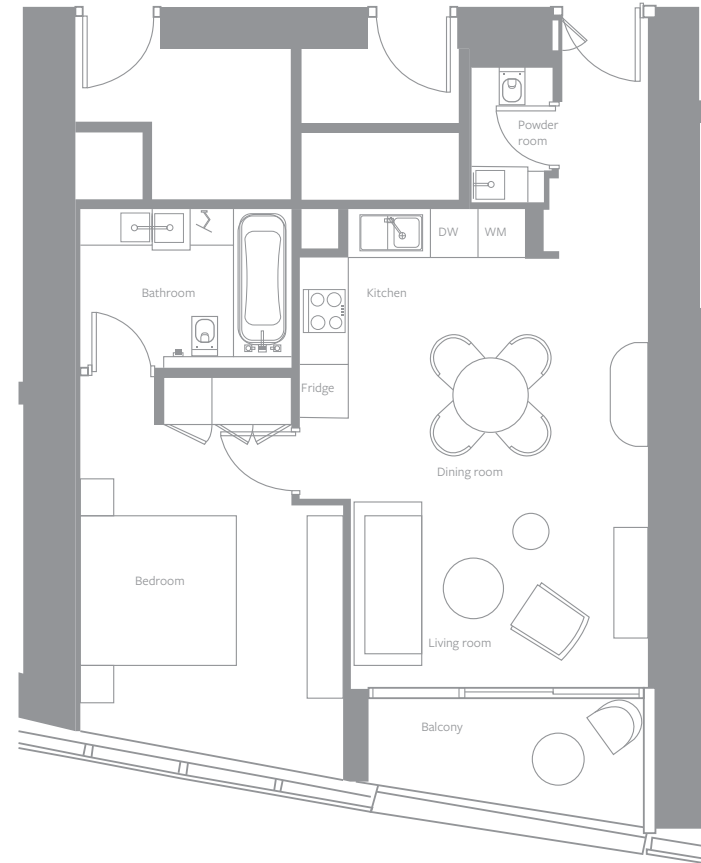 Powder
room
DW
WM
Bathroom
Kitchen
Fridge
Dining room
Bedroom
Living room
Balcony